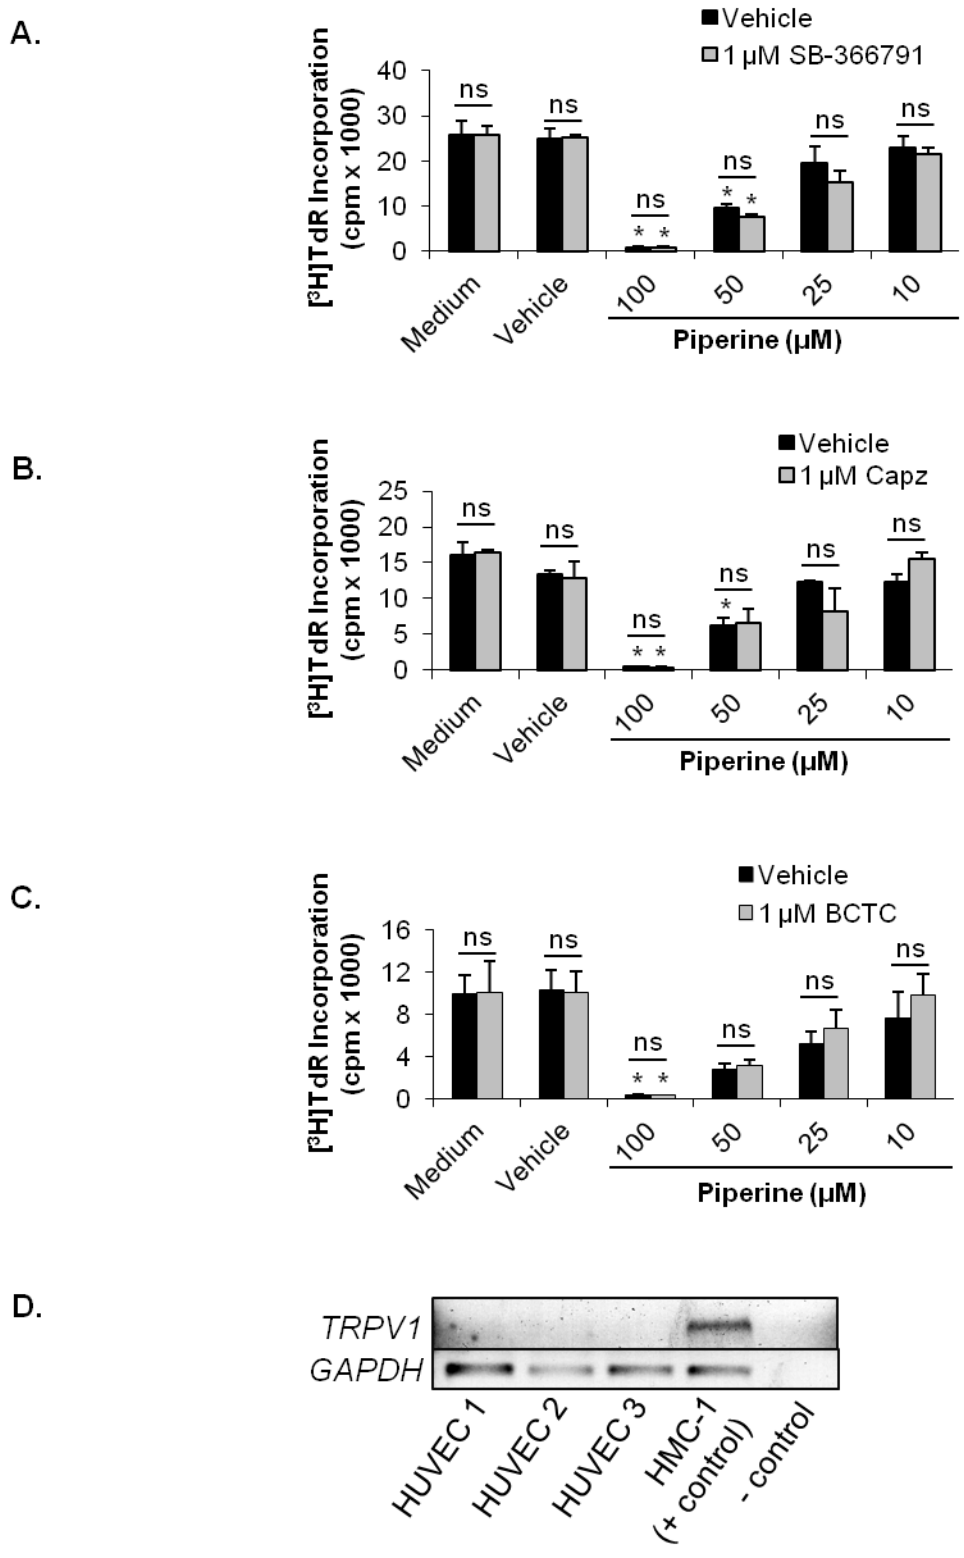 A.
Vehicle
1 µM SB-366791
[³H]TdR Incorporation
(cpm x 1000)
40
30
20
10
0
ns
ns
ns
ns
ns
ns
* *
* *
Medium
Vehicle
100
50
25
10
Piperine (µM)
B.
Vehicle
1 µM Capz
[³H]TdR Incorporation
(cpm x 1000)
25
20
15
10
5
0
ns
ns
ns
ns
ns
ns
* *
*
Medium
Vehicle
100
50
25
10
Piperine (µM)
C.
Vehicle
1 µM BCTC
[³H]TdR Incorporation
(cpm x 1000)
16
12
8
4
0
ns
ns
ns
ns
ns
ns
* *
Medium
Vehicle
100
50
25
10
Piperine (µM)
D.
TRPV1
GAPDH
HUVEC 1
HUVEC 2
HUVEC 3
HMC-1
(+ control)
- control